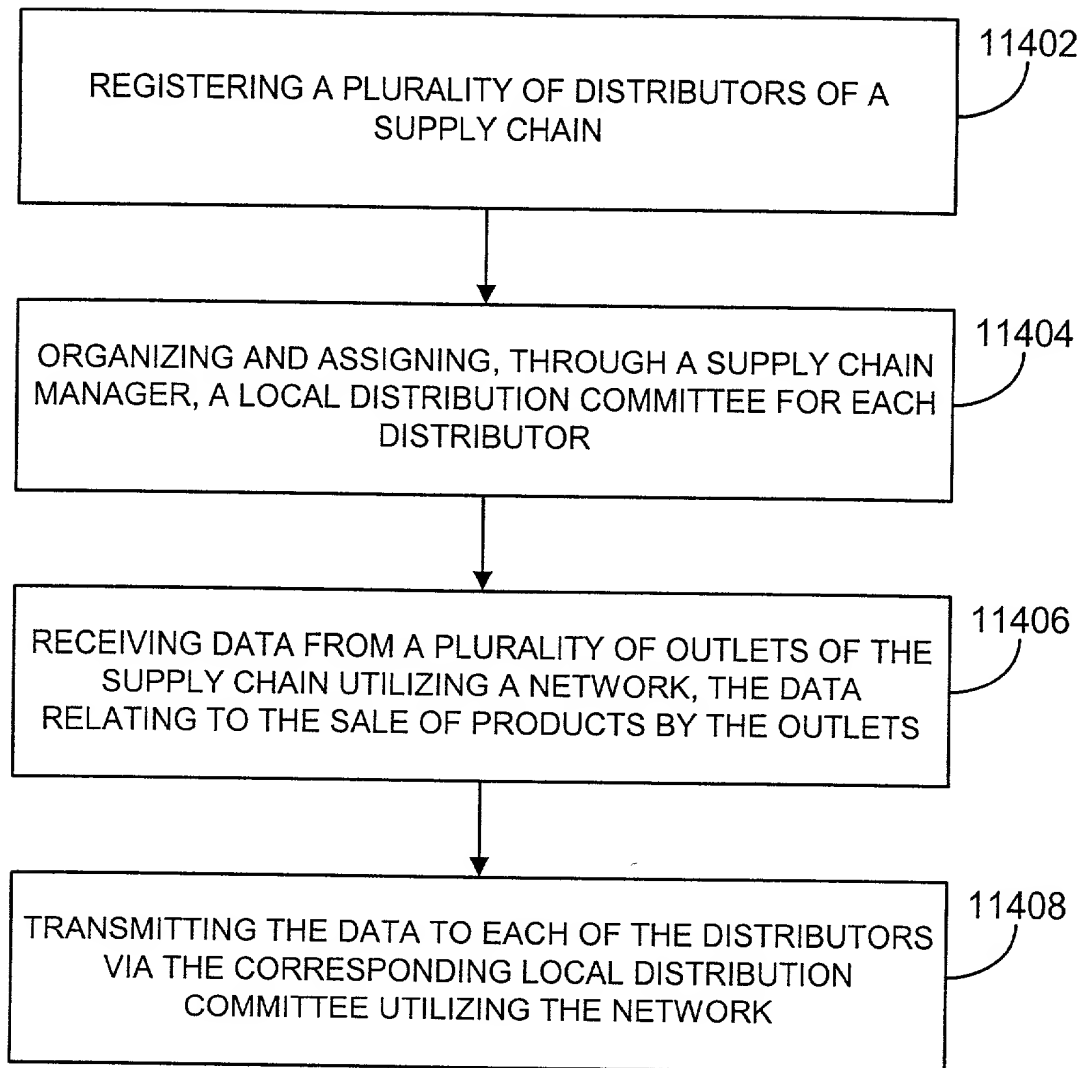 11402
REGISTERING A PLURALITY OF DISTRIBUTORS OF A
SUPPLY CHAIN
11404
ORGANIZING AND ASSIGNING, THROUGH A SUPPLY CHAIN
MANAGER, A LOCAL DISTRIBUTION COMMITTEE FOR EACH
DISTRIBUTOR
11406
RECEIVING DATA FROM A PLURALITY OF OUTLETS OF THE
SUPPLY CHAIN UTILIZING A NETWORK, THE DATA
RELATING TO THE SALE OF PRODUCTS BY THE OUTLETS
11408
TRANSMITTING THE DATA TO EACH OF THE DISTRIBUTORS
VIA THE CORRESPONDING LOCAL DISTRIBUTION
COMMITTEE UTILIZING THE NETWORK